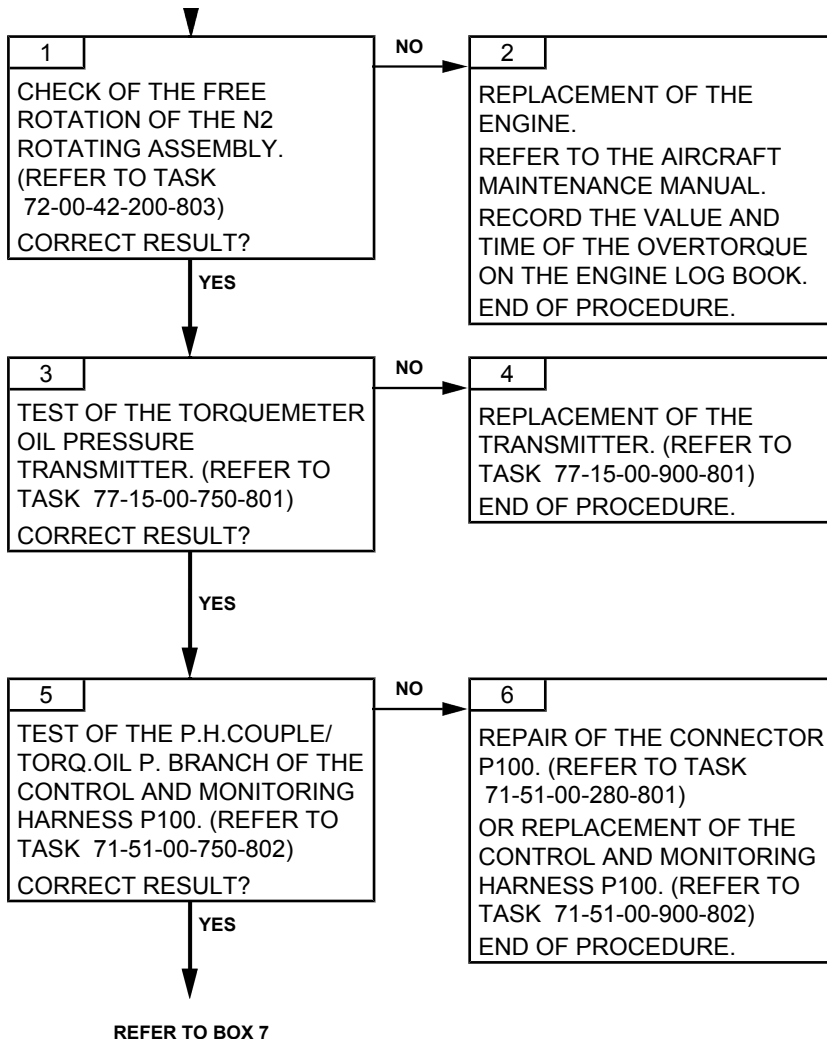 1
CHECK OF THE FREE
ROTATION OF THE N2
ROTATING ASSEMBLY.
(REFER TO TASK
72-00-42-200-803)
CORRECT RESULT?
NO
2
REPLACEMENT OF THE
ENGINE.
REFER TO THE AIRCRAFT
MAINTENANCE MANUAL.
RECORD THE VALUE AND
TIME OF THE OVERTORQUE
ON THE ENGINE LOG BOOK.
END OF PROCEDURE.
YES
3
TEST OF THE TORQUEMETER
OIL PRESSURE
TRANSMITTER. (REFER TO
TASK 77-15-00-750-801)
CORRECT RESULT?
NO
4
REPLACEMENT OF THE
TRANSMITTER. (REFER TO
TASK 77-15-00-900-801)
END OF PROCEDURE.
YES
5
TEST OF THE P.H.COUPLE/
TORQ.OIL P. BRANCH OF THE
CONTROL AND MONITORING
HARNESS P100. (REFER TO
TASK 71-51-00-750-802)
CORRECT RESULT?
NO
6
REPAIR OF THE CONNECTOR
P100. (REFER TO TASK
71-51-00-280-801)
OR REPLACEMENT OF THE
CONTROL AND MONITORING
HARNESS P100. (REFER TO
TASK 71-51-00-900-802)
END OF PROCEDURE.
YES
REFER TO BOX 7